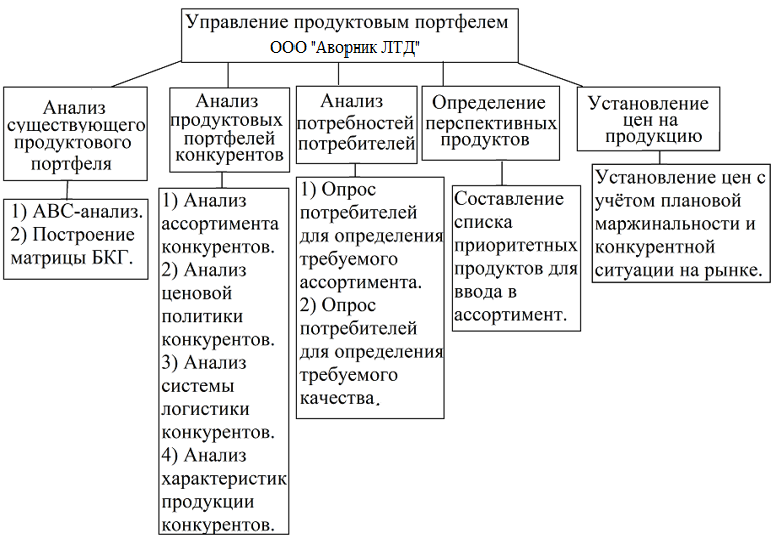 Управление продуктовым портфелем
ООО "Аворник ЛТД"
Анализ
существующего
продуктового
портфеля
1) АВС-анализ.
2) Построение
матрицы БКГ.
Анализ
продуктовых
портфелей
конкурентов
1) Анализ
ассортимента
конкурентов.
2) Анализ
ценовой
политики
конкурентов.
3) Анализ
системы
логистики
конкурентов.
4) Анализ
характеристик
продукции
конкурентов.
Анализ
потребностей
потребителей
1) Опрос
потребителей
для определения
требуемого
ассортимента.
2) Опрос
потребителей
для определения
требуемого
качества.
Определение
перспективных
продуктов
Составление
списка
приоритетных
продуктов для
ввода в
ассортимент.
Установление
цен на
продукцию
Установление цен с
учётом плановой
маржинальности и
конкурентной
ситуации на рынке.